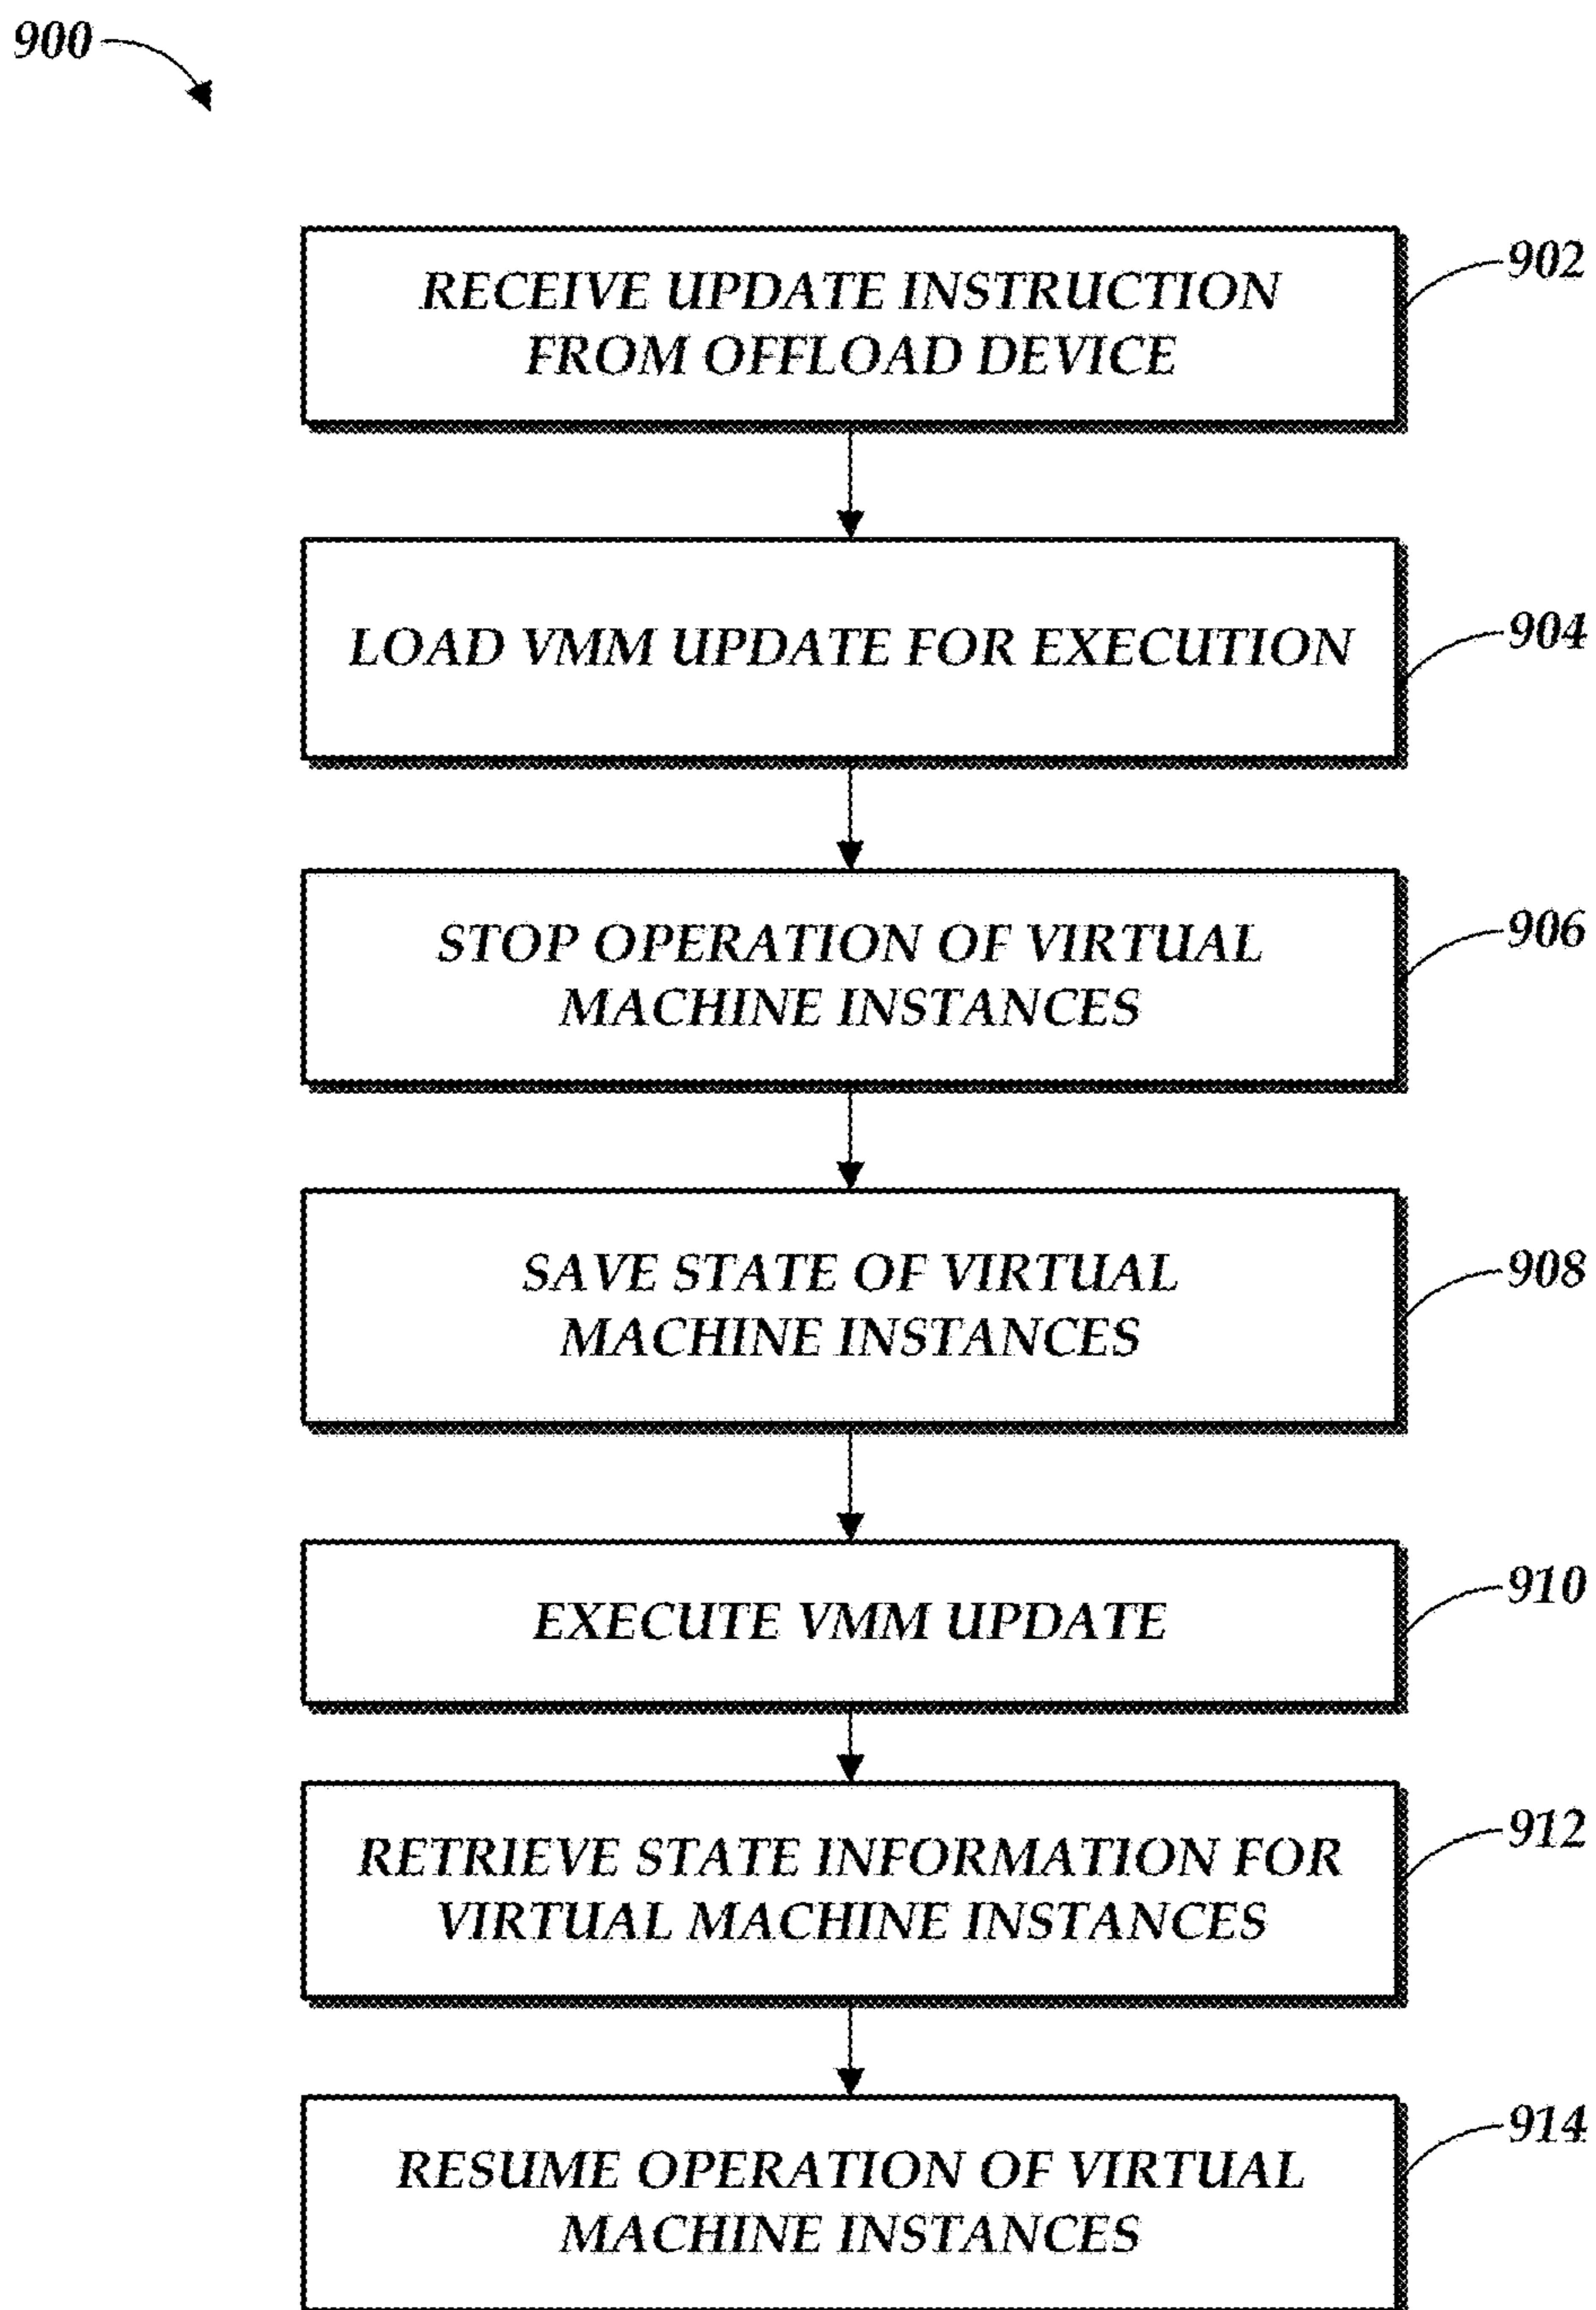 900
RECEIVE UPDATE INSTRUCTION
FROM OFFLOAD DEVICE
902
LOAD VMM UPDATE FOR EXECUTION
904
STOP OPERATION OF VIRTUAL
MACHINE INSTANCES
906
SAVE STATE OF VIRTUAL
MACHINE INSTANCES
908
EXECUTE VMM UPDATE
910
RETRIEVE STATE INFORMATION FOR
VIRTUAL MACHINE INSTANCES
912
RESUME OPERATION OF VIRTUAL
MACHINE INSTANCES
914